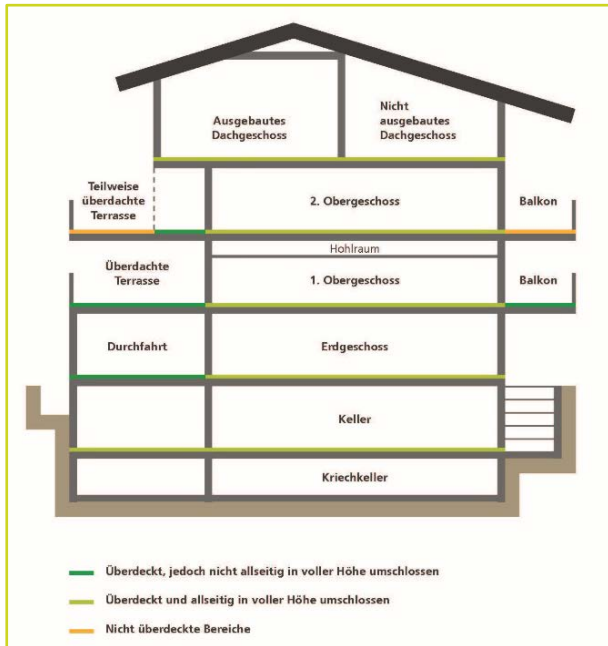 Ausgebautes
Dachgeschoss
Nicht
ausgebautes
Dachgeschoss
Teilweise
überdachte
Terrasse
2. Obergeschoss
Balkon
Hohlraum
Überdachte
Terrasse
1. Obergeschoss
Balkon
Durchfahrt
Erdgeschoss
Keller
Kriechkeller
Überdeckt, jedoch nicht allseitig in voller Höhe umschlossen
Überdeckt und allseitig in voller Höhe umschlossen
Nicht überdeckte Bereiche